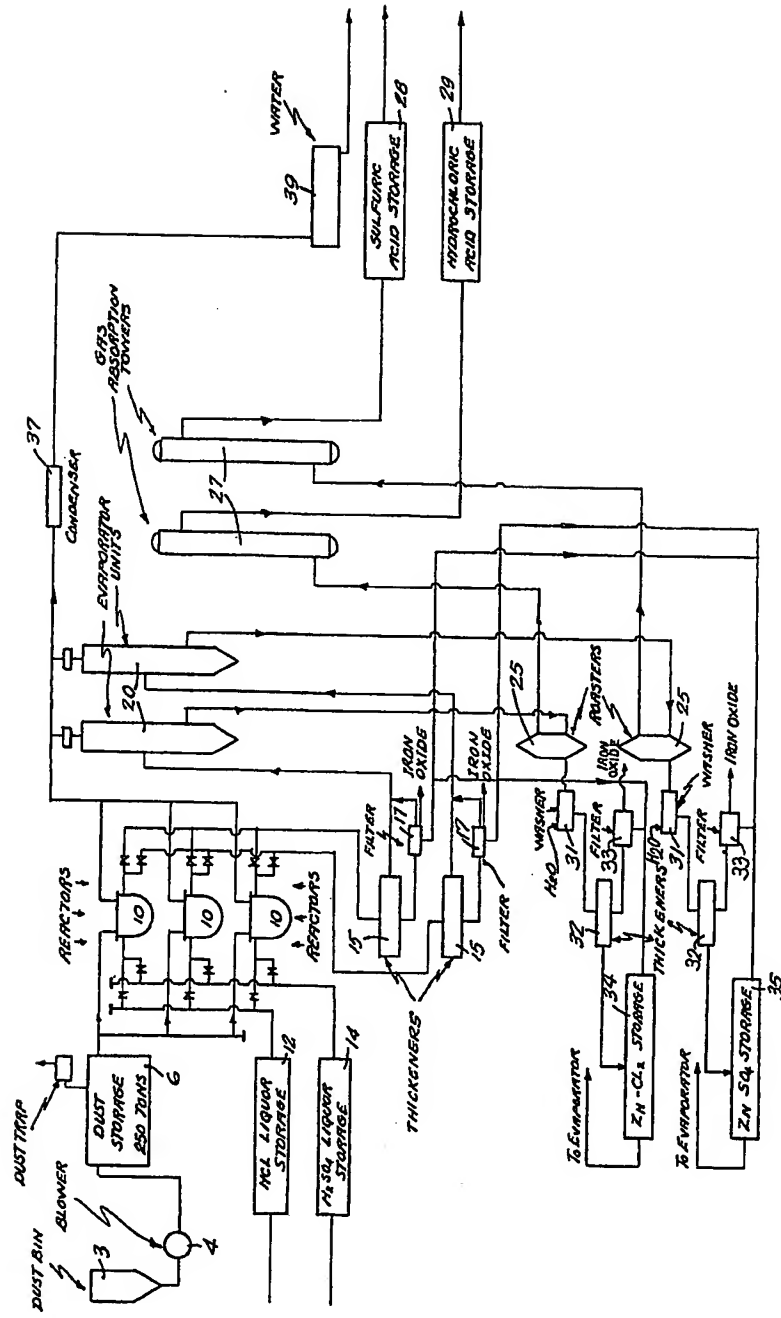 DUST BIN
3
BLOWER
4
DUST TRAP
DUST
STORAGE
250 TONS
6
HCL LIQUOR
STORAGE
12
H2SO4 LIQUOR
STORAGE
14
REACTORS
10
10
10
REACTORS
THICKENERS
15
15
FILTER
17
IRON
OXIDE
17
IRON
OXIDE
FILTER
EVAPORATOR
UNITS
20
CONDENSER
37
GAS
ABSORPTION
TOWERS
27
WATER
39
SULFURIC
ACID STORAGE
28
HYDROCHLORIC
ACID STORAGE
29
25
ROASTERS
25
WASHER
H2O
31
FILTER
33
IRON
OXIDE
32
THICKENERS
H2O
31
WASHER
FILTER
33
IRON OXIDE
32
TO EVAPORATOR
34
ZN-CL2
STORAGE
TO EVAPORATOR
ZN SO4 STORAGE
35